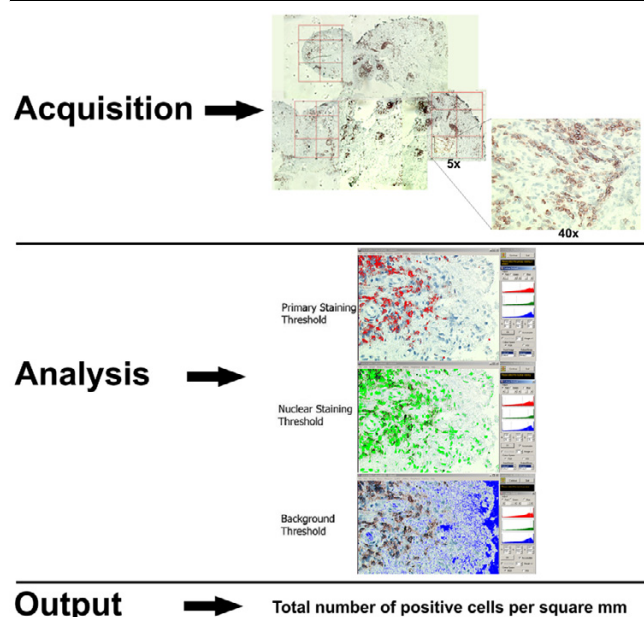 Acquisition
5x
40x
Primary Staining
Threshold
Analysis
Nuclear Staining
Threshold
Background
Threshold
Output
Total number of positive cells per square mm